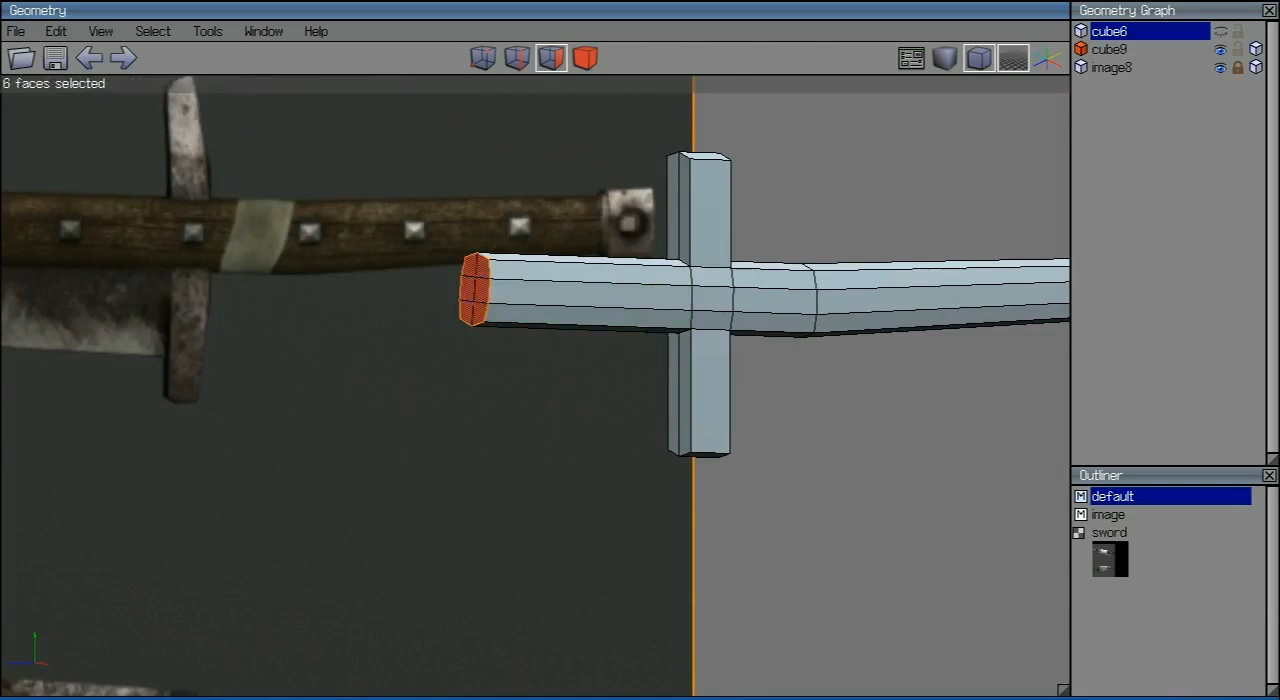 Geometry
File Edit View Select Tools Window Help
6 faces selected
Geometry Graph
cube6
cube9
image8
Outliner
M default
M image
sword